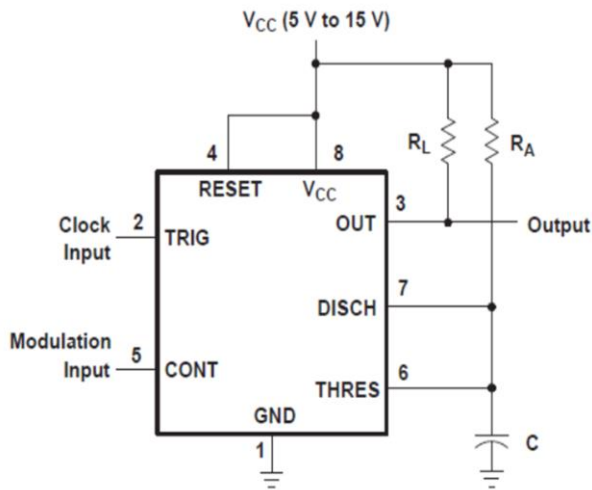 VCC (5 V to 15 V)
4
8
RL
RA
RESET
VCC
3
OUT
Output
Clock
Input
2
TRIG
7
DISCH
Modulation
Input
5
CONT
6
THRES
GND
1
C